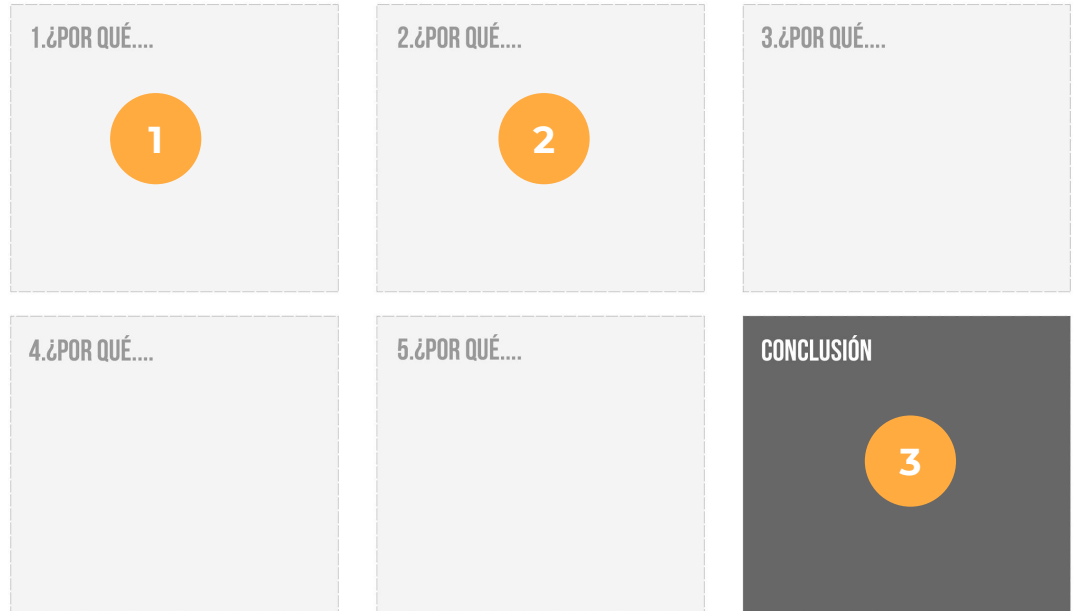 1.¿POR QUÉ....
2.¿POR QUÉ....
3.¿POR QUÉ....
1
2
4.¿POR QUÉ....
5.¿POR QUÉ....
CONCLUSIÓN
3